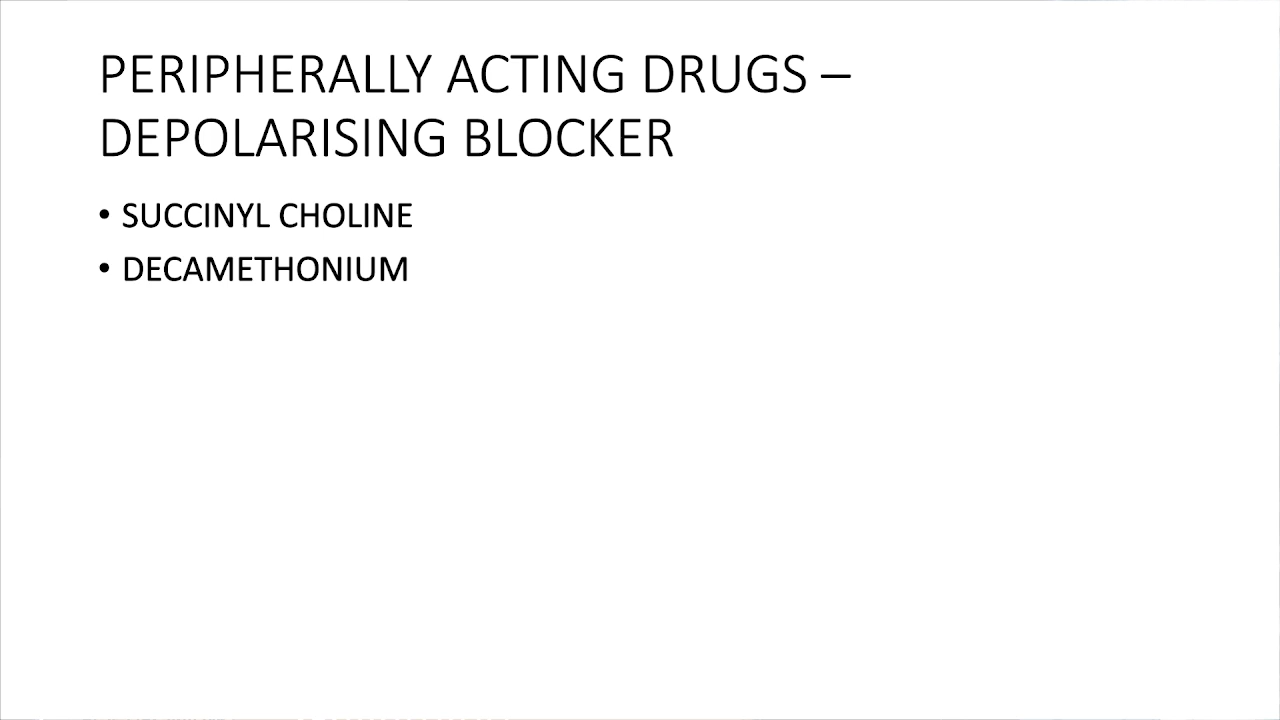 PERIPHERALLY ACTING DRUGS –
DEPOLARISING BLOCKER
• SUCCINYL CHOLINE
• DECAMETHONIUM